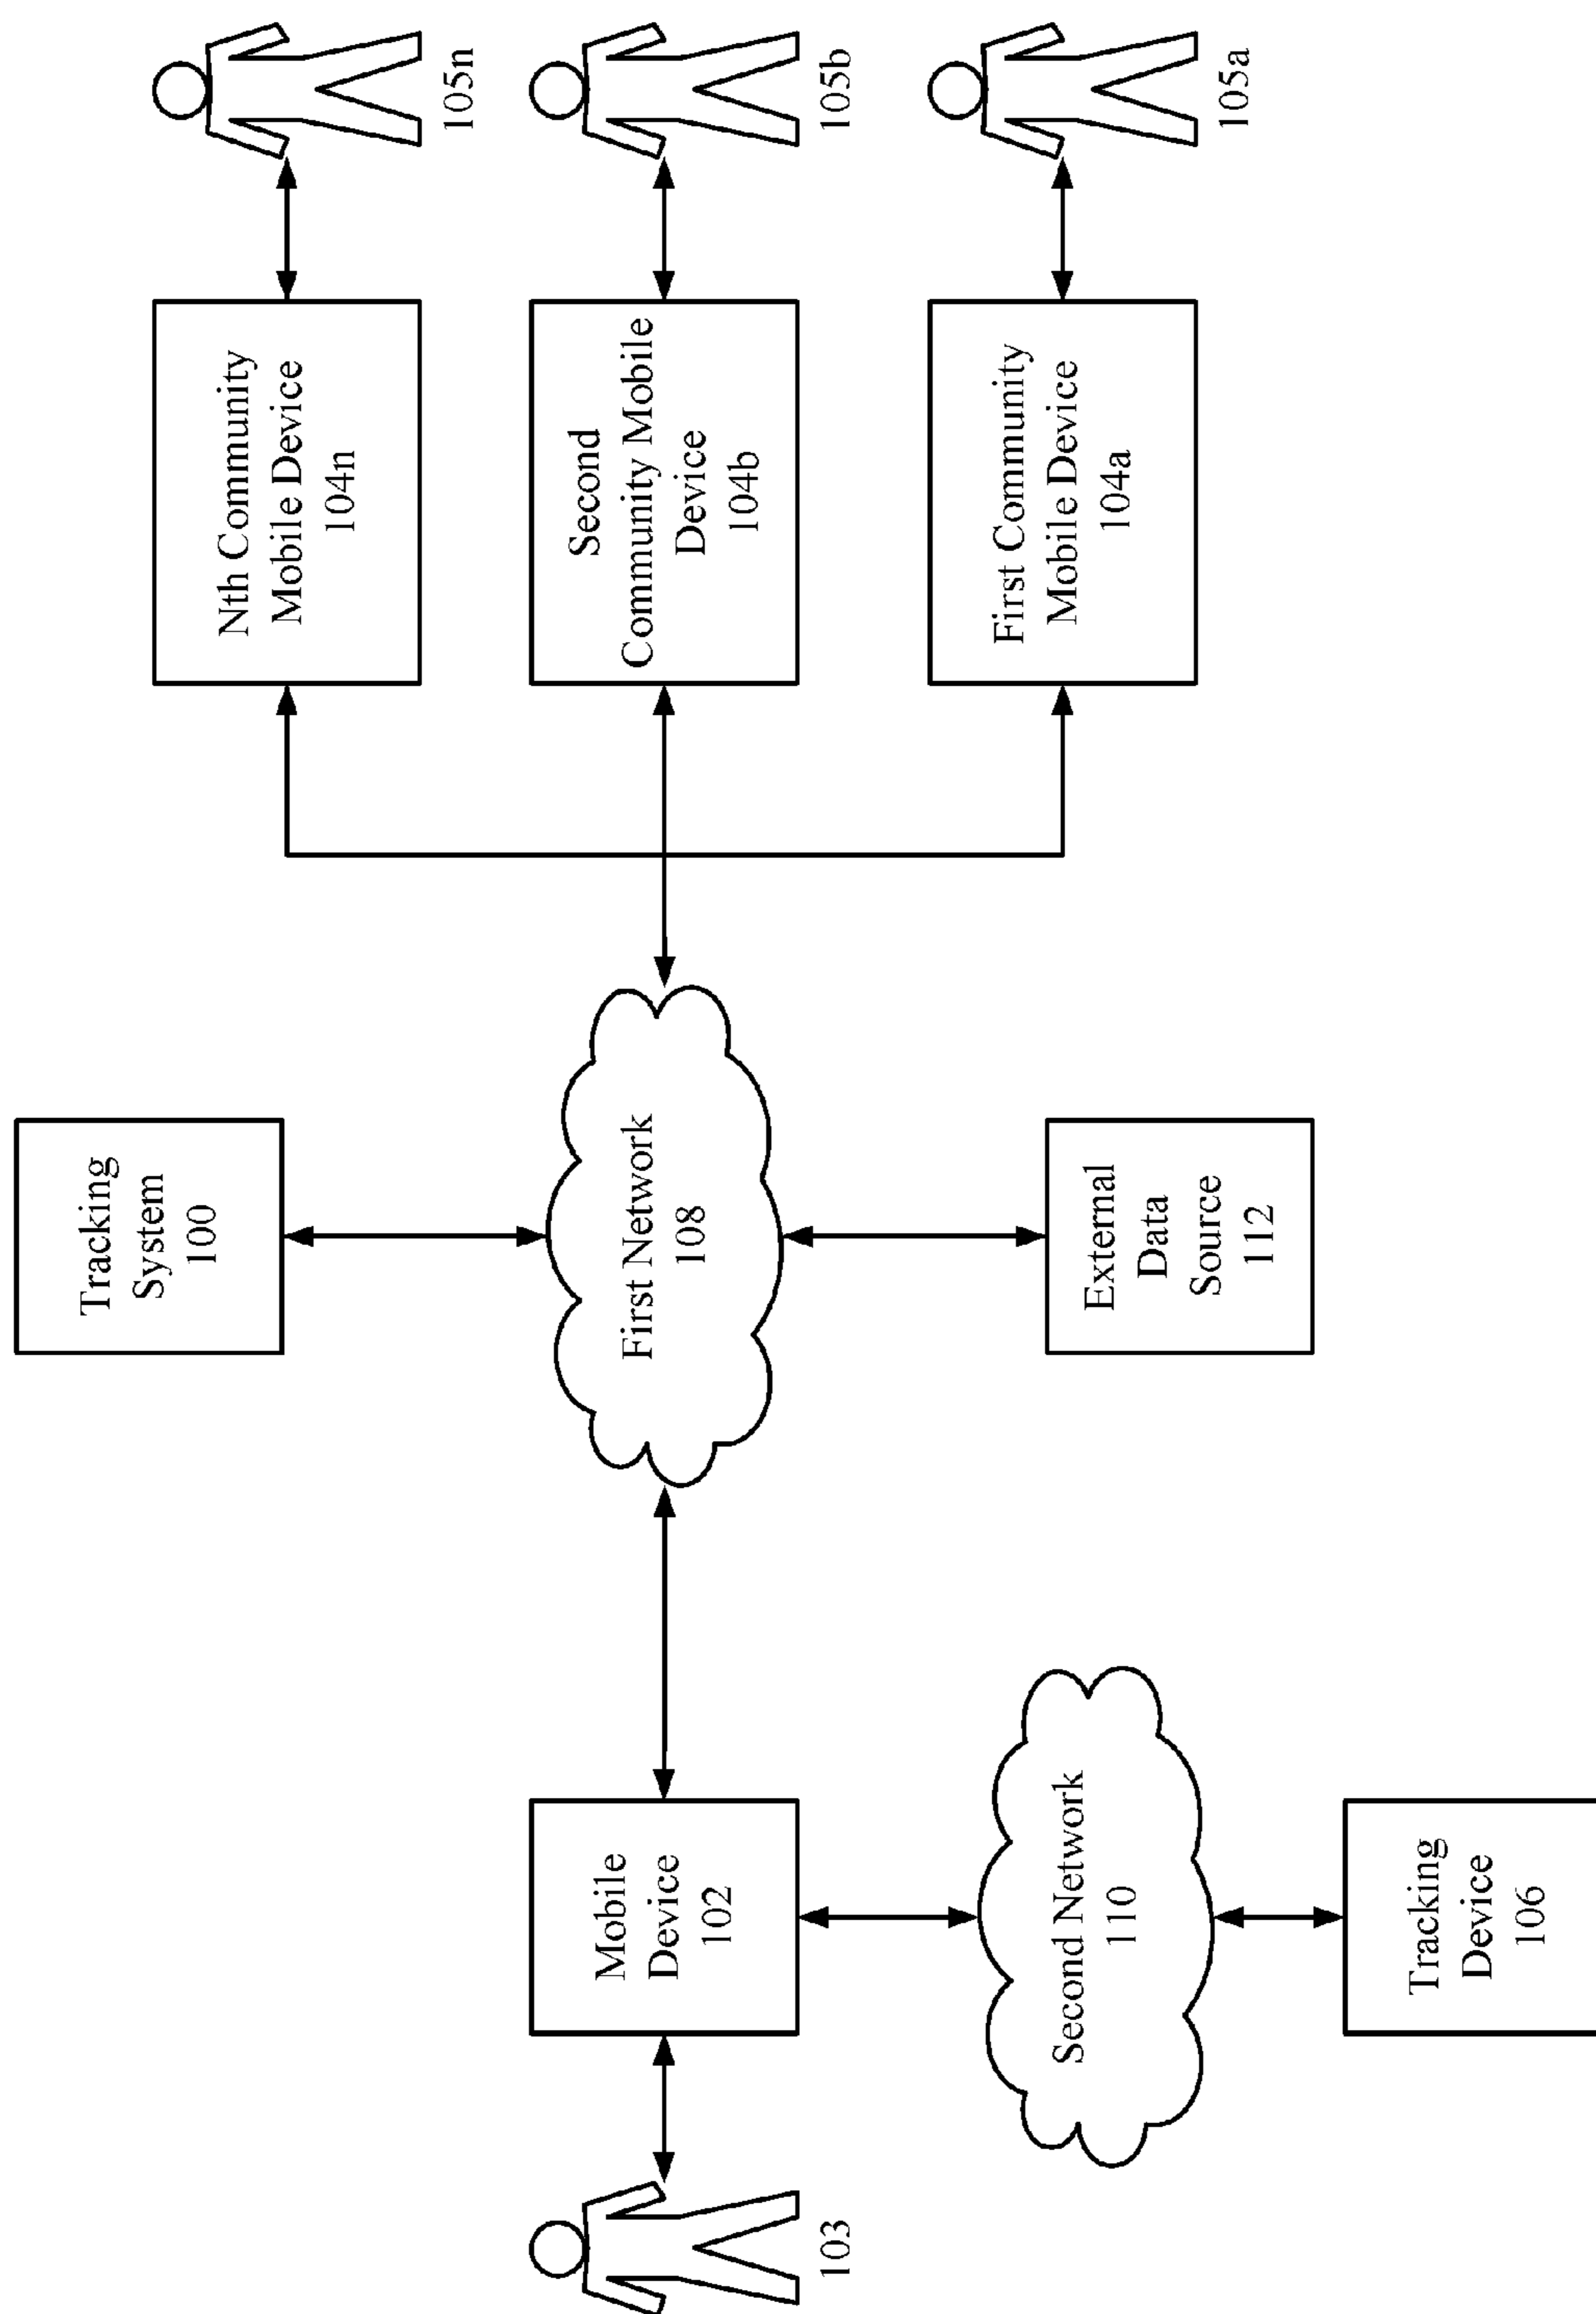 Tracking
System
100
Nth Community
Mobile Device
104n
105n
103
Mobile
Device
102
First Network
108
Second
Community Mobile
Device
104b
105b
Second Network
110
External
Data
Source
112
First Community
Mobile Device
104a
105a
Tracking
Device
106